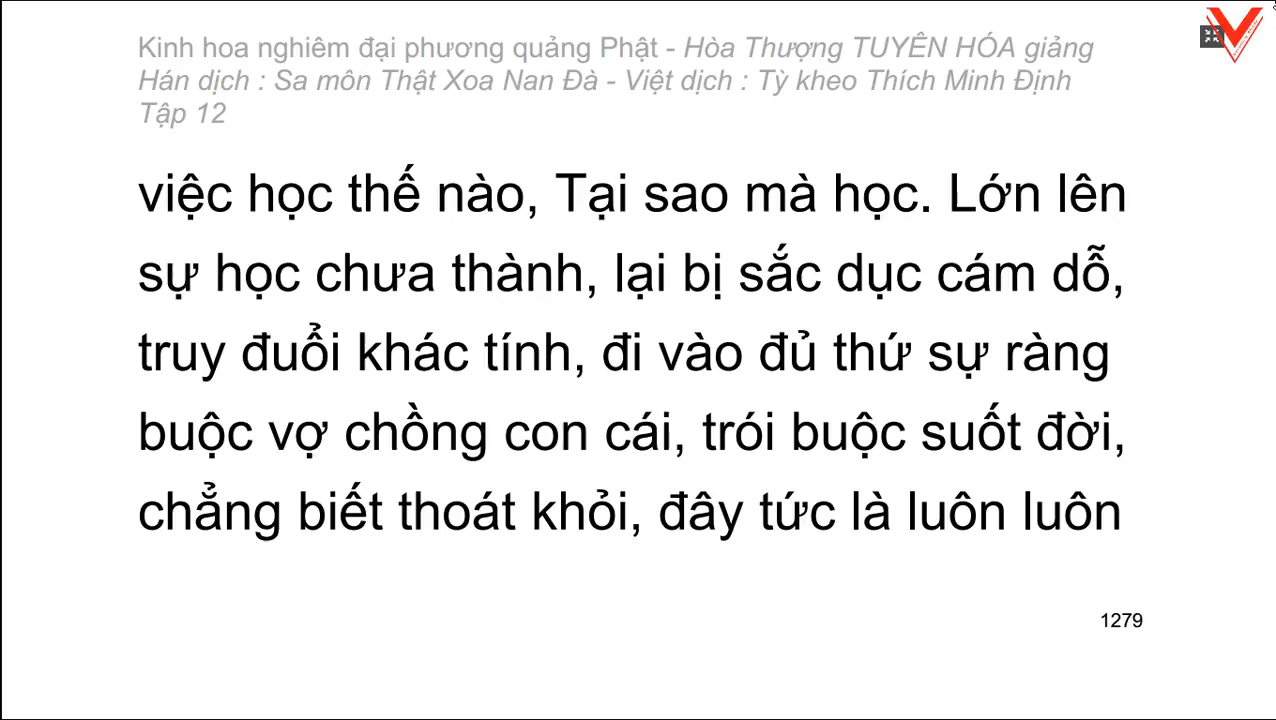 Kinh hoa nghiêm đại phương quảng Phật - Hòa Thượng TUYÊN HÓA giảng
Hán dịch : Sa môn Thật Xoa Nan Đà - Việt dịch : Tỳ kheo Thích Minh Định
Tập 12
việc học thế nào, Tại sao mà học. Lớn lên
sự học chưa thành, lại bị sắc dục cám dỗ,
truy đuổi khác tính, đi vào đủ thứ sự ràng
buộc vợ chồng con cái, trói buộc suốt đời,
chẳng biết thoát khỏi, đây tức là luôn luôn
1279